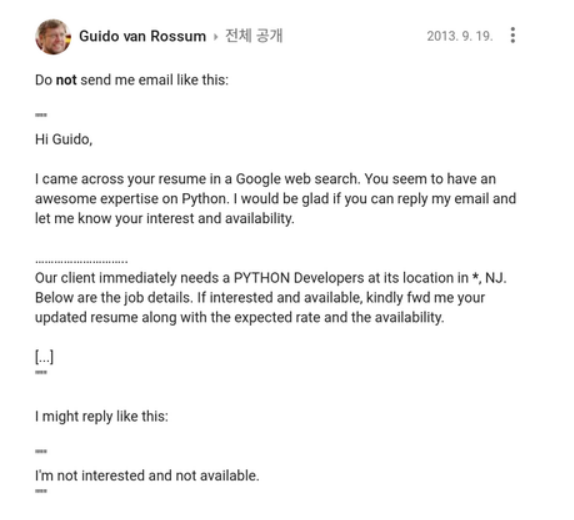 Guido van Rossum ▸ 전체 공개
2013. 9. 19.
Do not send me email like this:
"""
Hi Guido,
I came across your resume in a Google web search. You seem to have an
awesome expertise on Python. I would be glad if you can reply my email and
let me know your interest and availability.
..............................
Our client immediately needs a PYTHON Developers at its location in *, NJ.
Below are the job details. If interested and available, kindly fwd me your
updated resume along with the expected rate and the availability.
[...]
"""
I might reply like this:
"""
I'm not interested and not available.
"""